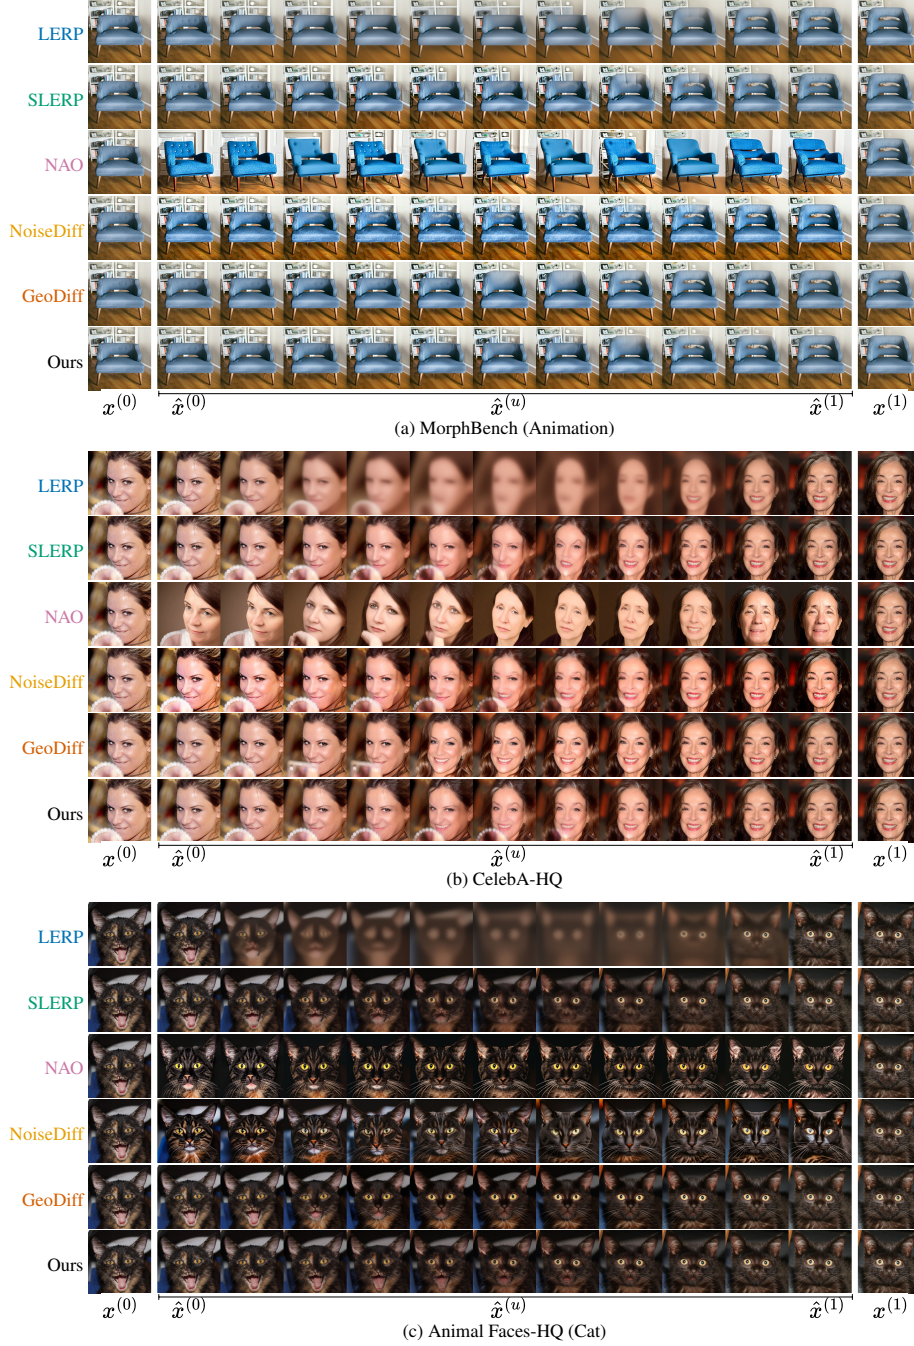 LERP
SLERP
NAO
NoiseDiff
GeoDiff
Ours
x^(0) x̂^(0) x̂^(u) x̂^(1) x^(1)
(a) MorphBench (Animation)
LERP
SLERP
NAO
NoiseDiff
GeoDiff
Ours
x^(0) x̂^(0) x̂^(u) x̂^(1) x^(1)
(b) CelebA-HQ
LERP
SLERP
NAO
NoiseDiff
GeoDiff
Ours
x^(0) x̂^(0) x̂^(u) x̂^(1) x^(1)
(c) Animal Faces-HQ (Cat)